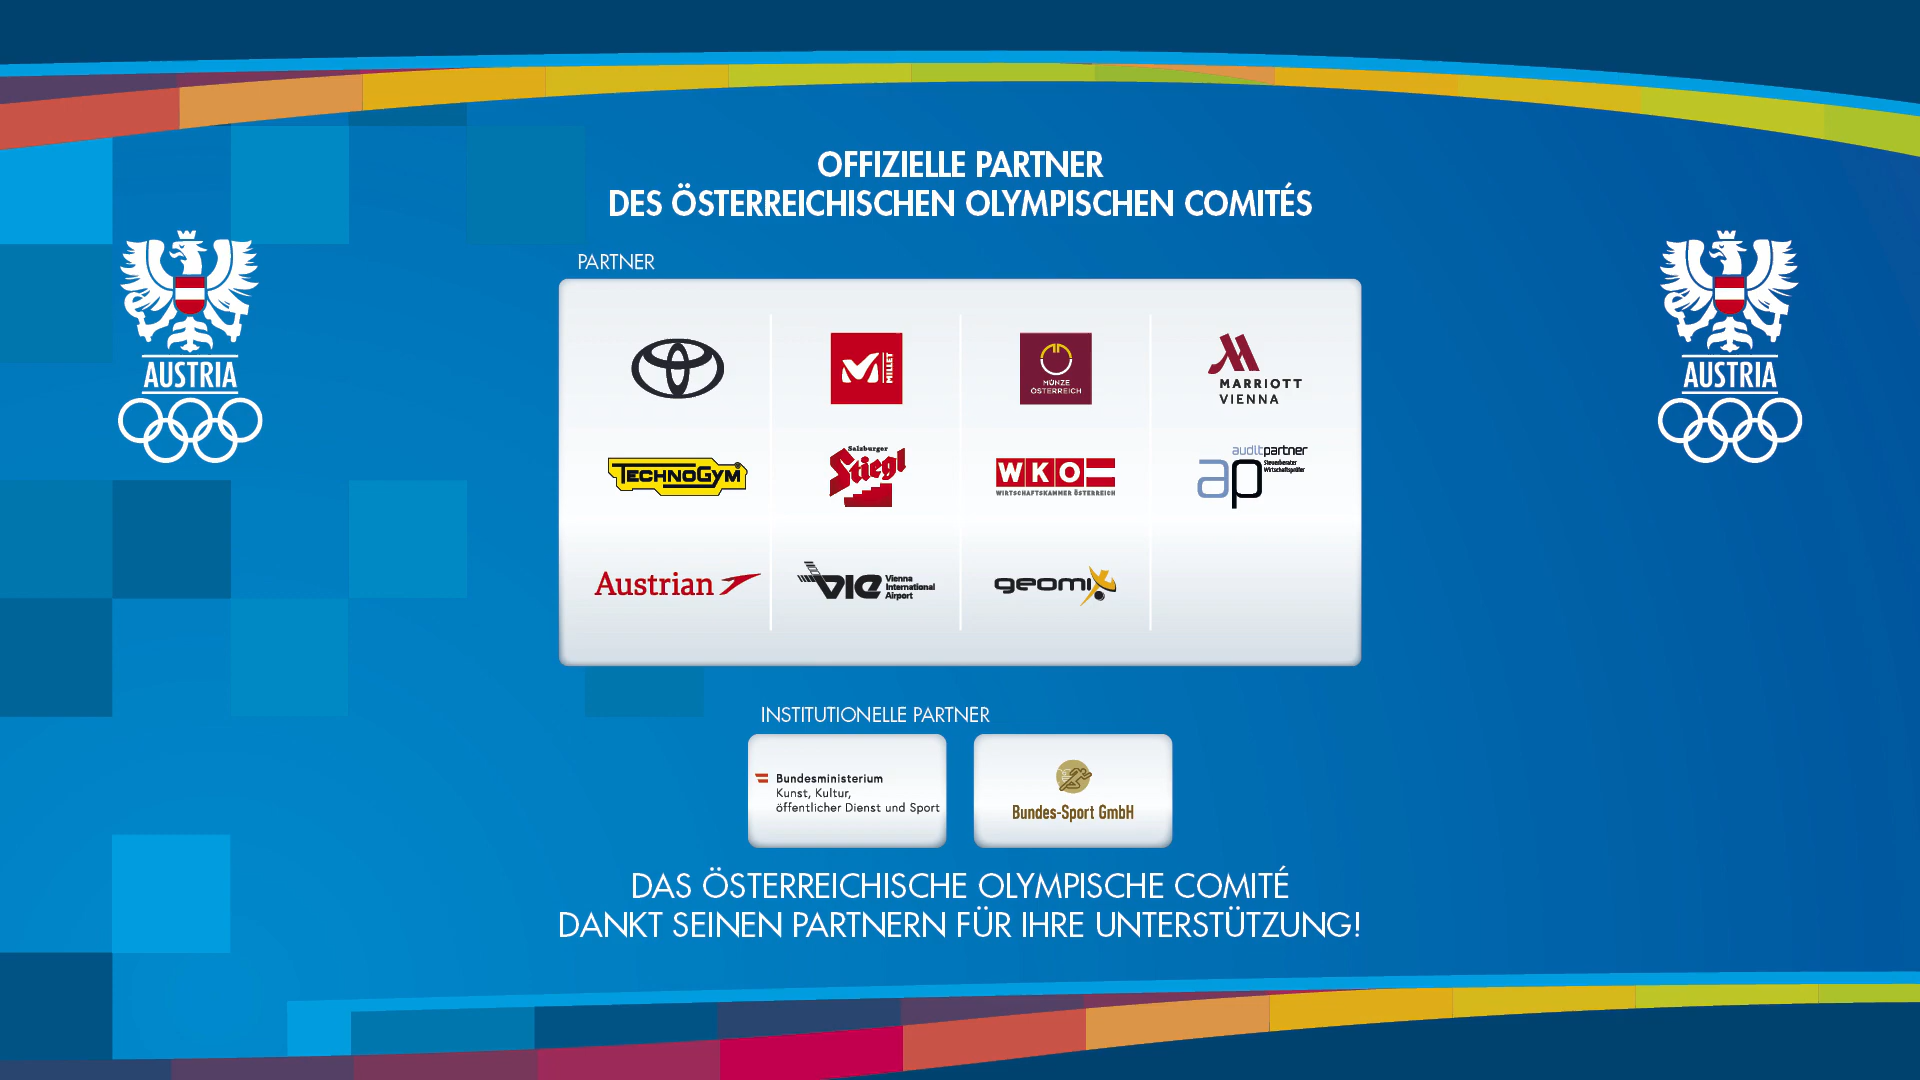 OFFIZIELLE PARTNER
DES ÖSTERREICHISCHEN OLYMPISCHEN COMITÉS
AUSTRIA
AUSTRIA
PARTNER
MILLET
MÜNZE
ÖSTERREICH
MARRIOTT
VIENNA
TECHNOGYM
Salzburger
Stiegl
WKO
WIRTSCHAFTSKAMMER ÖSTERREICH
auditpartner
Steuerberater
Wirtschaftsprüfer
ap
Austrian
VIE
Vienna
International
Airport
geomix
INSTITUTIONELLE PARTNER
Bundesministerium
Kunst, Kultur,
öffentlicher Dienst und Sport
Bundes-Sport GmbH
DAS ÖSTERREICHISCHE OLYMPISCHE COMITÉ
DANKT SEINEN PARTNERN FÜR IHRE UNTERSTÜTZUNG!